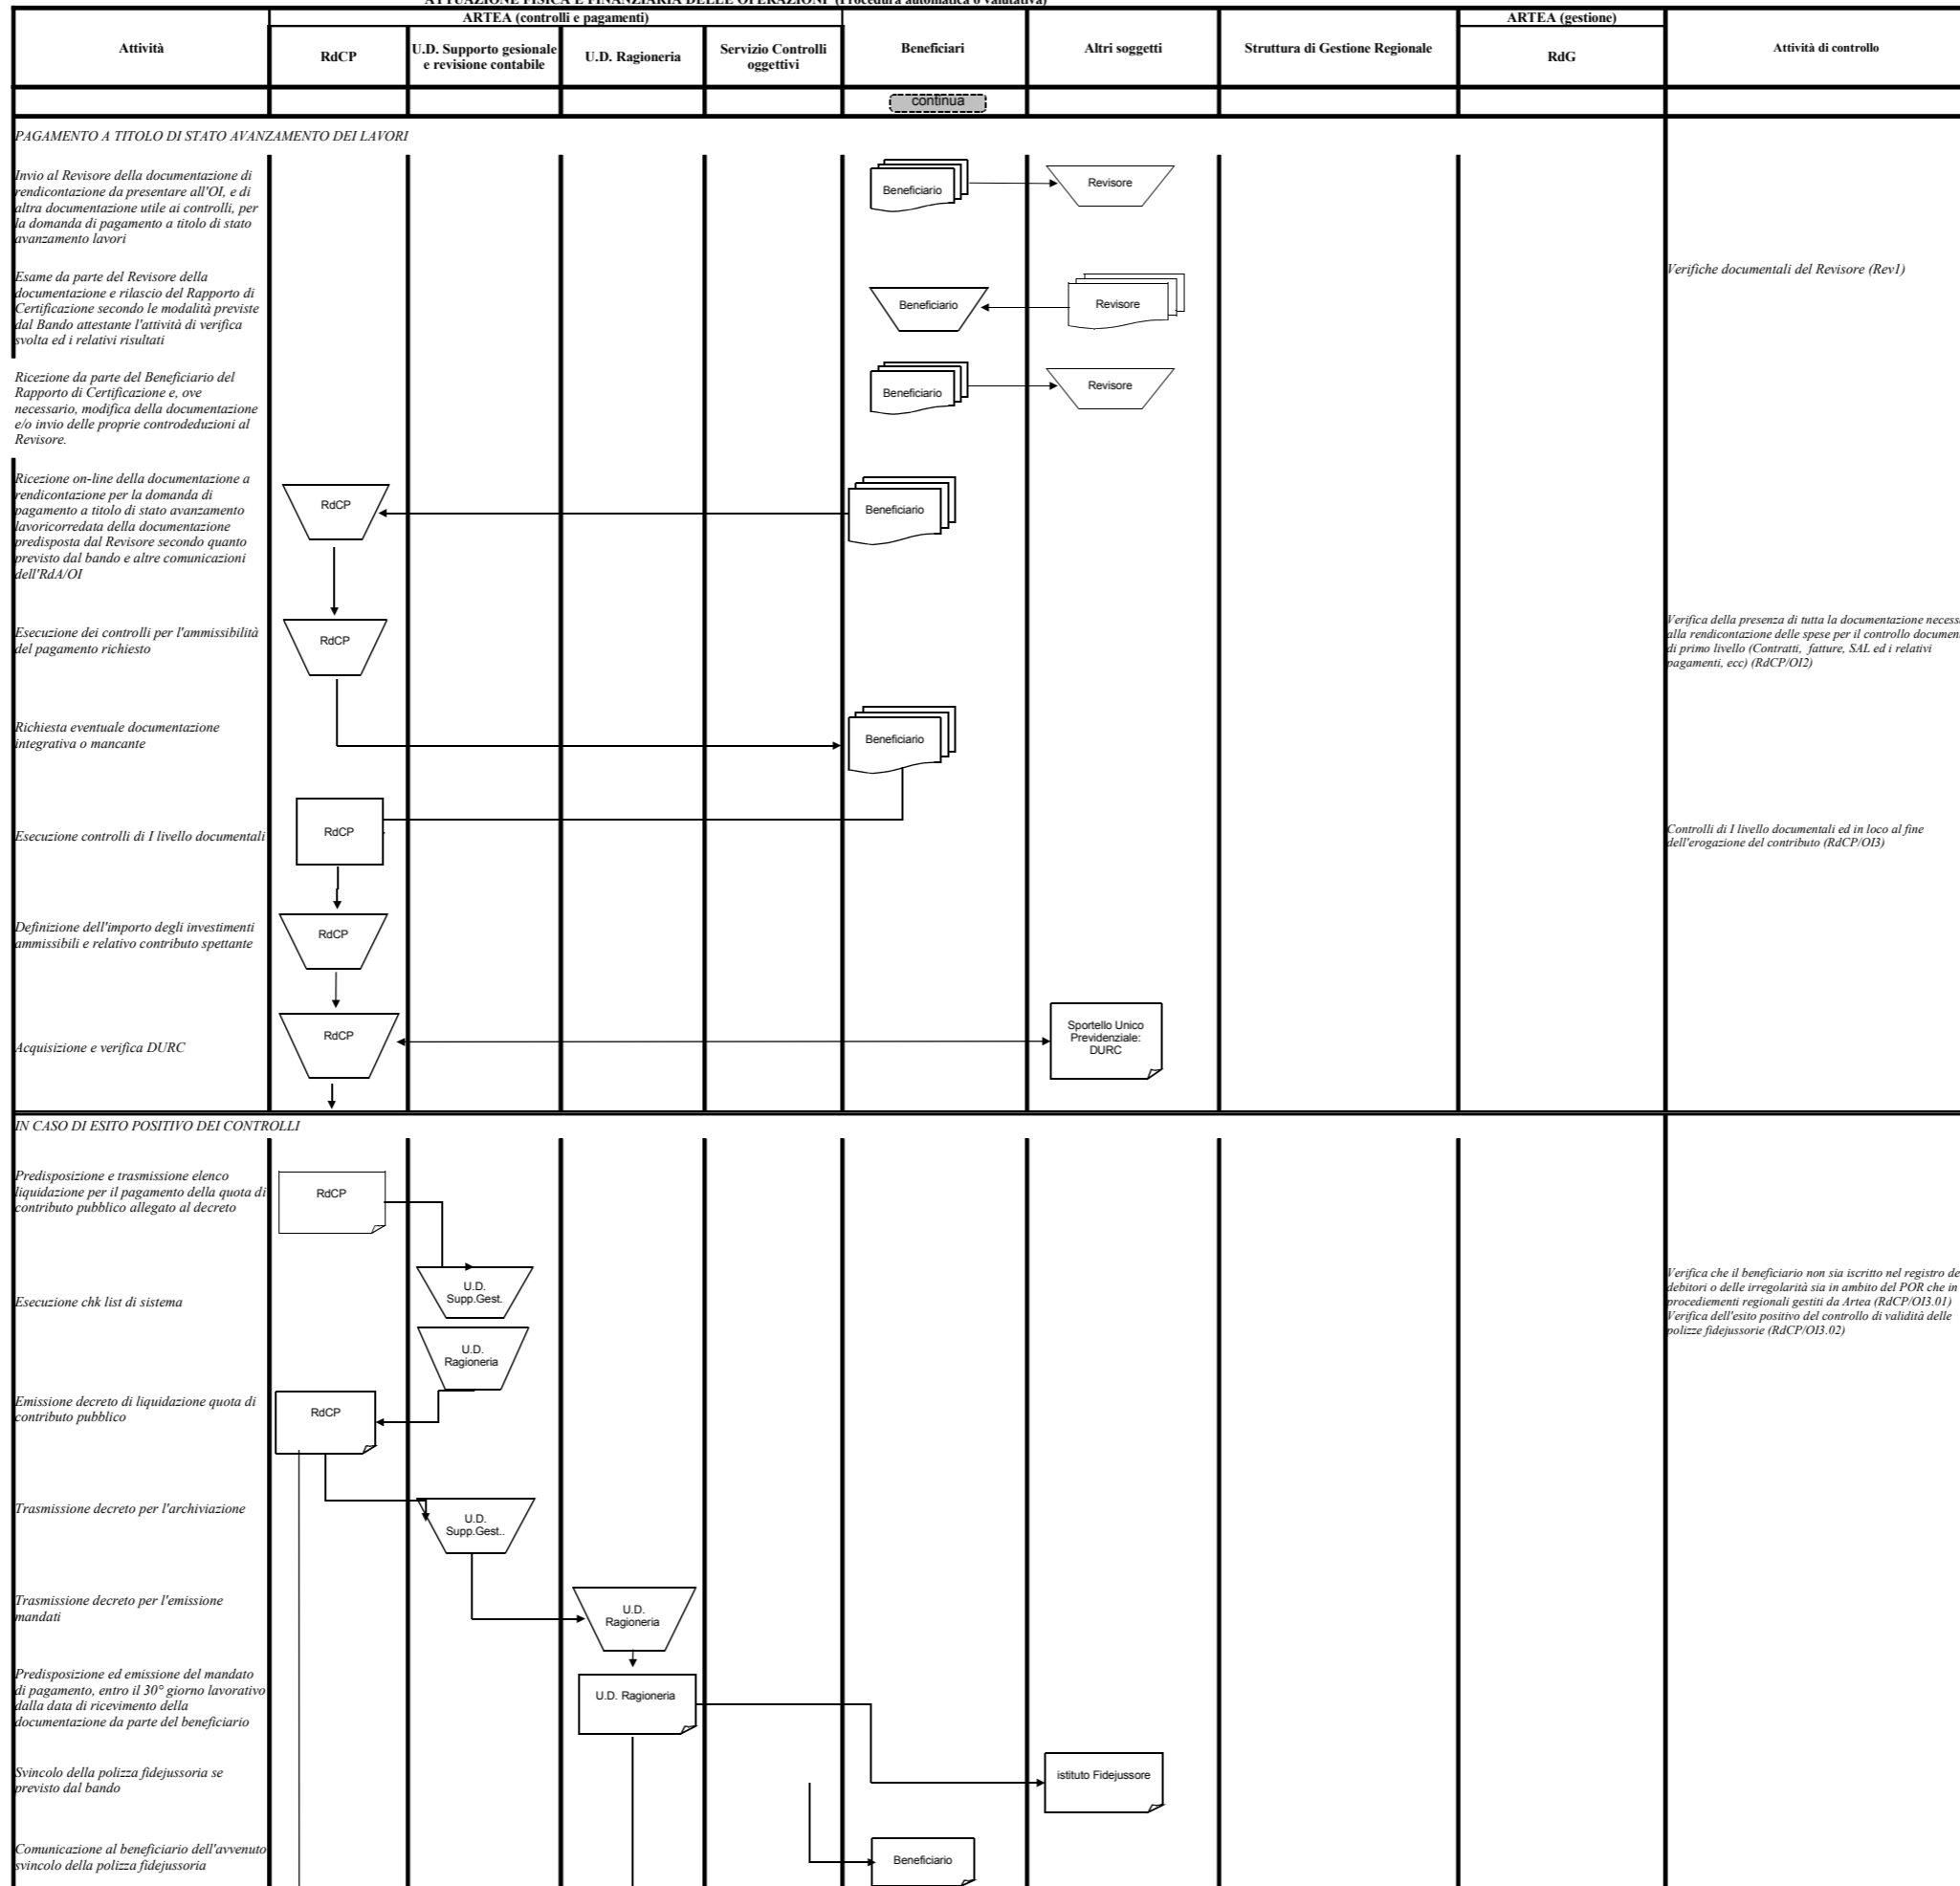 ATTUAZIONE FISICA E FINANZIARIA DELLE OPERAZIONI (Procedura automatica o valutativa)
ARTEA (controlli e pagamenti)
ARTEA (gestione)
Attività
RdCP
U.D. Supporto gesionale
e revisione contabile
U.D. Ragioneria
Servizio Controlli
oggettivi
Beneficiari
Altri soggetti
Struttura di Gestione Regionale
RdG
Attività di controllo
continua
PAGAMENTO A TITOLO DI STATO AVANZAMENTO DEI LAVORI
Invio al Revisore della documentazione di
rendicontazione da presentare all'OI, e di
altra documentazione utile ai controlli, per
la domanda di pagamento a titolo di stato
avanzamento lavori
Beneficiario
Revisore
Esame da parte del Revisore della
documentazione e rilascio del Rapporto di
Certificazione secondo le modalità previste
dal Bando attestante l'attività di verifica
svolta ed i relativi risultati
Beneficiario
Revisore
Verifiche documentali del Revisore (Rev1)
Ricezione da parte del Beneficiario del
Rapporto di Certificazione e, ove
necessario, modifica della documentazione
e/o invio delle proprie controdeduzioni al
Revisore.
Beneficiario
Revisore
Ricezione on-line della documentazione a
rendicontazione per la domanda di
pagamento a titolo di stato avanzamento
lavoricorredata della documentazione
predisposta dal Revisore secondo quanto
previsto dal bando e altre comunicazioni
dell'RdA/OI
RdCP
Beneficiario
Esecuzione dei controlli per l'ammissibilità
del pagamento richiesto
RdCP
Verifica della presenza di tutta la documentazione necess
alla rendicontazione delle spese per il controllo documen
di primo livello (Contratti, fatture, SAL ed i relativi
pagamenti, ecc) (RdCP/OI2)
Richiesta eventuale documentazione
integrativa o mancante
Beneficiario
Esecuzione controlli di I livello documentali
RdCP
Controlli di I livello documentali ed in loco al fine
dell'erogazione del contributo (RdCP/OI3)
Definizione dell'importo degli investimenti
ammissibili e relativo contributo spettante
RdCP
Acquisizione e verifica DURC
RdCP
Sportello Unico
Previdenziale:
DURC
IN CASO DI ESITO POSITIVO DEI CONTROLLI
Predisposizione e trasmissione elenco
liquidazione per il pagamento della quota di
contributo pubblico allegato al decreto
RdCP
Esecuzione chk list di sistema
U.D.
Supp.Gest.
Verifica che il beneficiario non sia iscritto nel registro de
debitori o delle irregolarità sia in ambito del POR che in
procediementi regionali gestiti da Artea (RdCP/OI3.01)
Verifica dell'esito positivo del controllo di validità delle
polizze fidejussorie (RdCP/OI3.02)
U.D.
Ragioneria
Emissione decreto di liquidazione quota di
contributo pubblico
RdCP
Trasmissione decreto per l'archiviazione
U.D.
Supp.Gest..
Trasmissione decreto per l'emissione
mandati
U.D.
Ragioneria
Predisposizione ed emissione del mandato
di pagamento, entro il 30° giorno lavorativo
dalla data di ricevimento della
documentazione da parte del beneficiario
U.D. Ragioneria
Svincolo della polizza fidejussoria se
previsto dal bando
istituto Fidejussore
Comunicazione al beneficiario dell'avvenuto
svincolo della polizza fidejussoria
Beneficiario